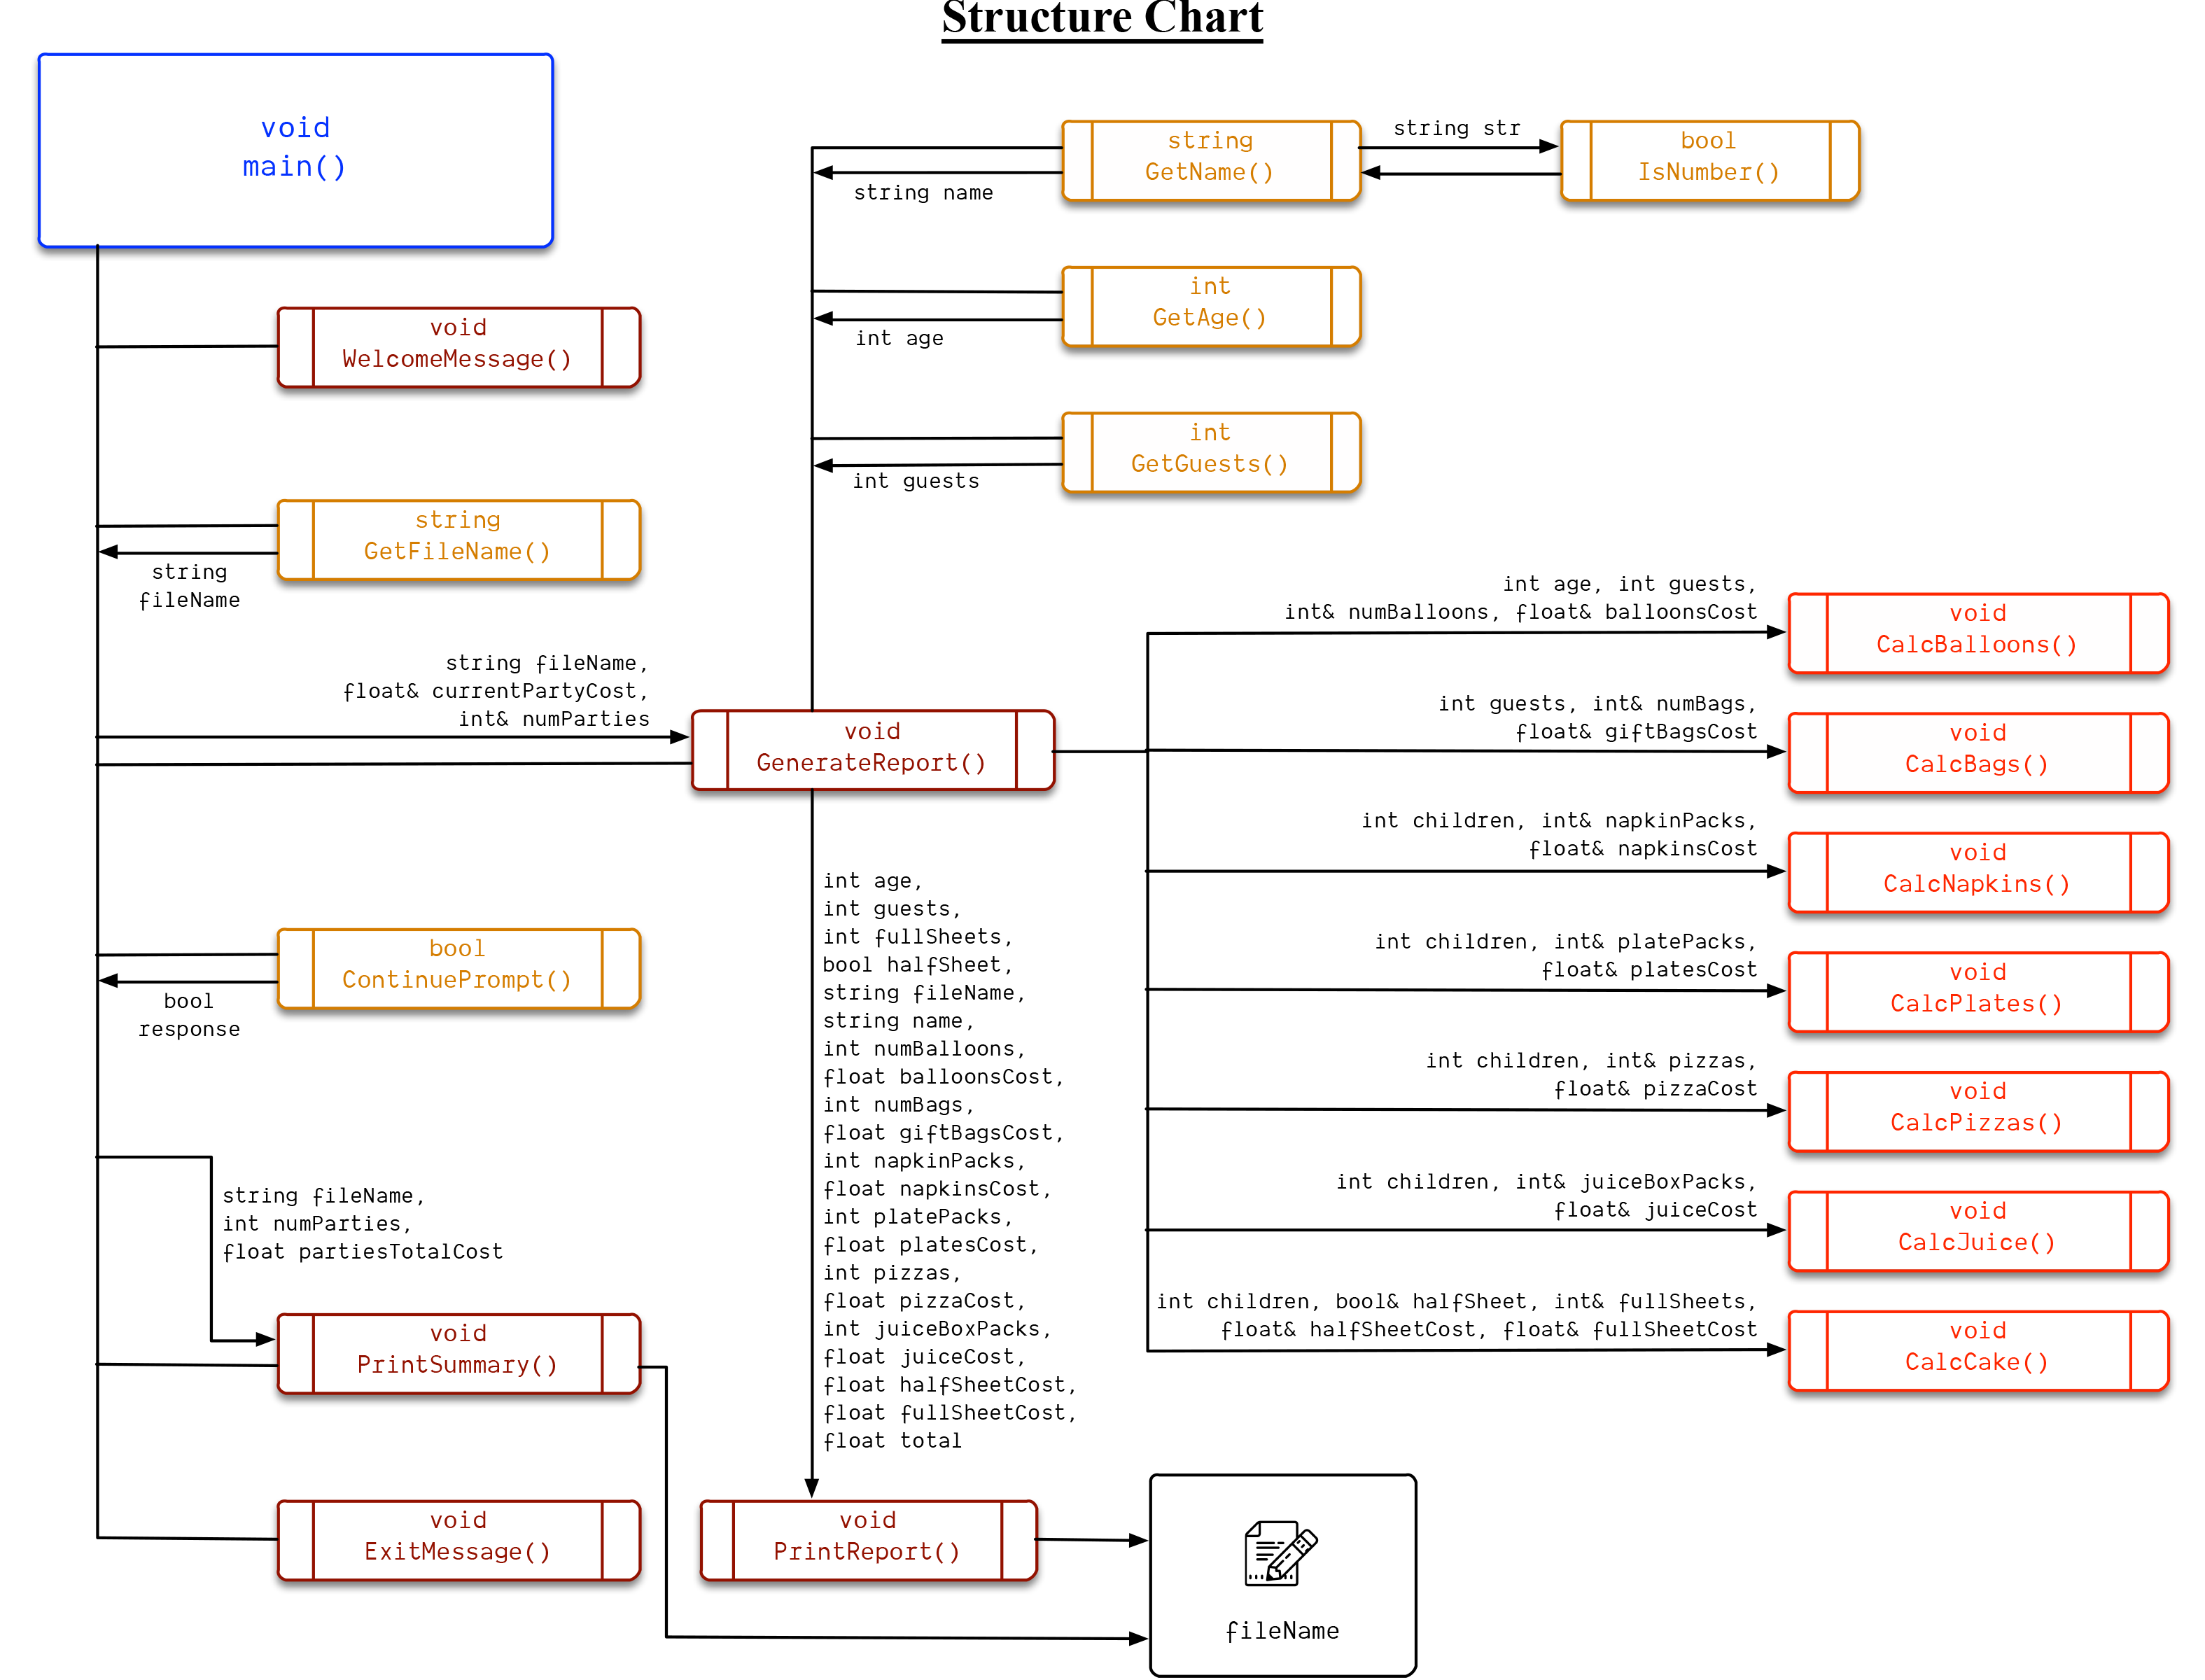 Structure Chart
void
main()
void
WelcomeMessage()
string
GetFileName()
string
fileName
string fileName,
float& currentPartyCost,
int& numParties
void
GenerateReport()
bool
ContinuePrompt()
bool
response
string fileName,
int numParties,
float partiesTotalCost
void
PrintSummary()
void
ExitMessage()
string
GetName()
string name
string str
bool
IsNumber()
int
GetAge()
int age
int
GetGuests()
int guests
int age, int guests,
int& numBalloons, float& balloonsCost
void
CalcBalloons()
int guests, int& numBags,
float& giftBagsCost
void
CalcBags()
int children, int& napkinPacks,
float& napkinsCost
void
CalcNapkins()
int children, int& platePacks,
float& platesCost
void
CalcPlates()
int children, int& pizzas,
float& pizzaCost
void
CalcPizzas()
int children, int& juiceBoxPacks,
float& juiceCost
void
CalcJuice()
int children, bool& halfSheet, int& fullSheets,
float& halfSheetCost, float& fullSheetCost
void
CalcCake()
int age,
int guests,
int fullSheets,
bool halfSheet,
string fileName,
string name,
int numBalloons,
float balloonsCost,
int numBags,
float giftBagsCost,
int napkinPacks,
float napkinsCost,
int platePacks,
float platesCost,
int pizzas,
float pizzaCost,
int juiceBoxPacks,
float juiceCost,
float halfSheetCost,
float fullSheetCost,
float total
void
PrintReport()
fileName